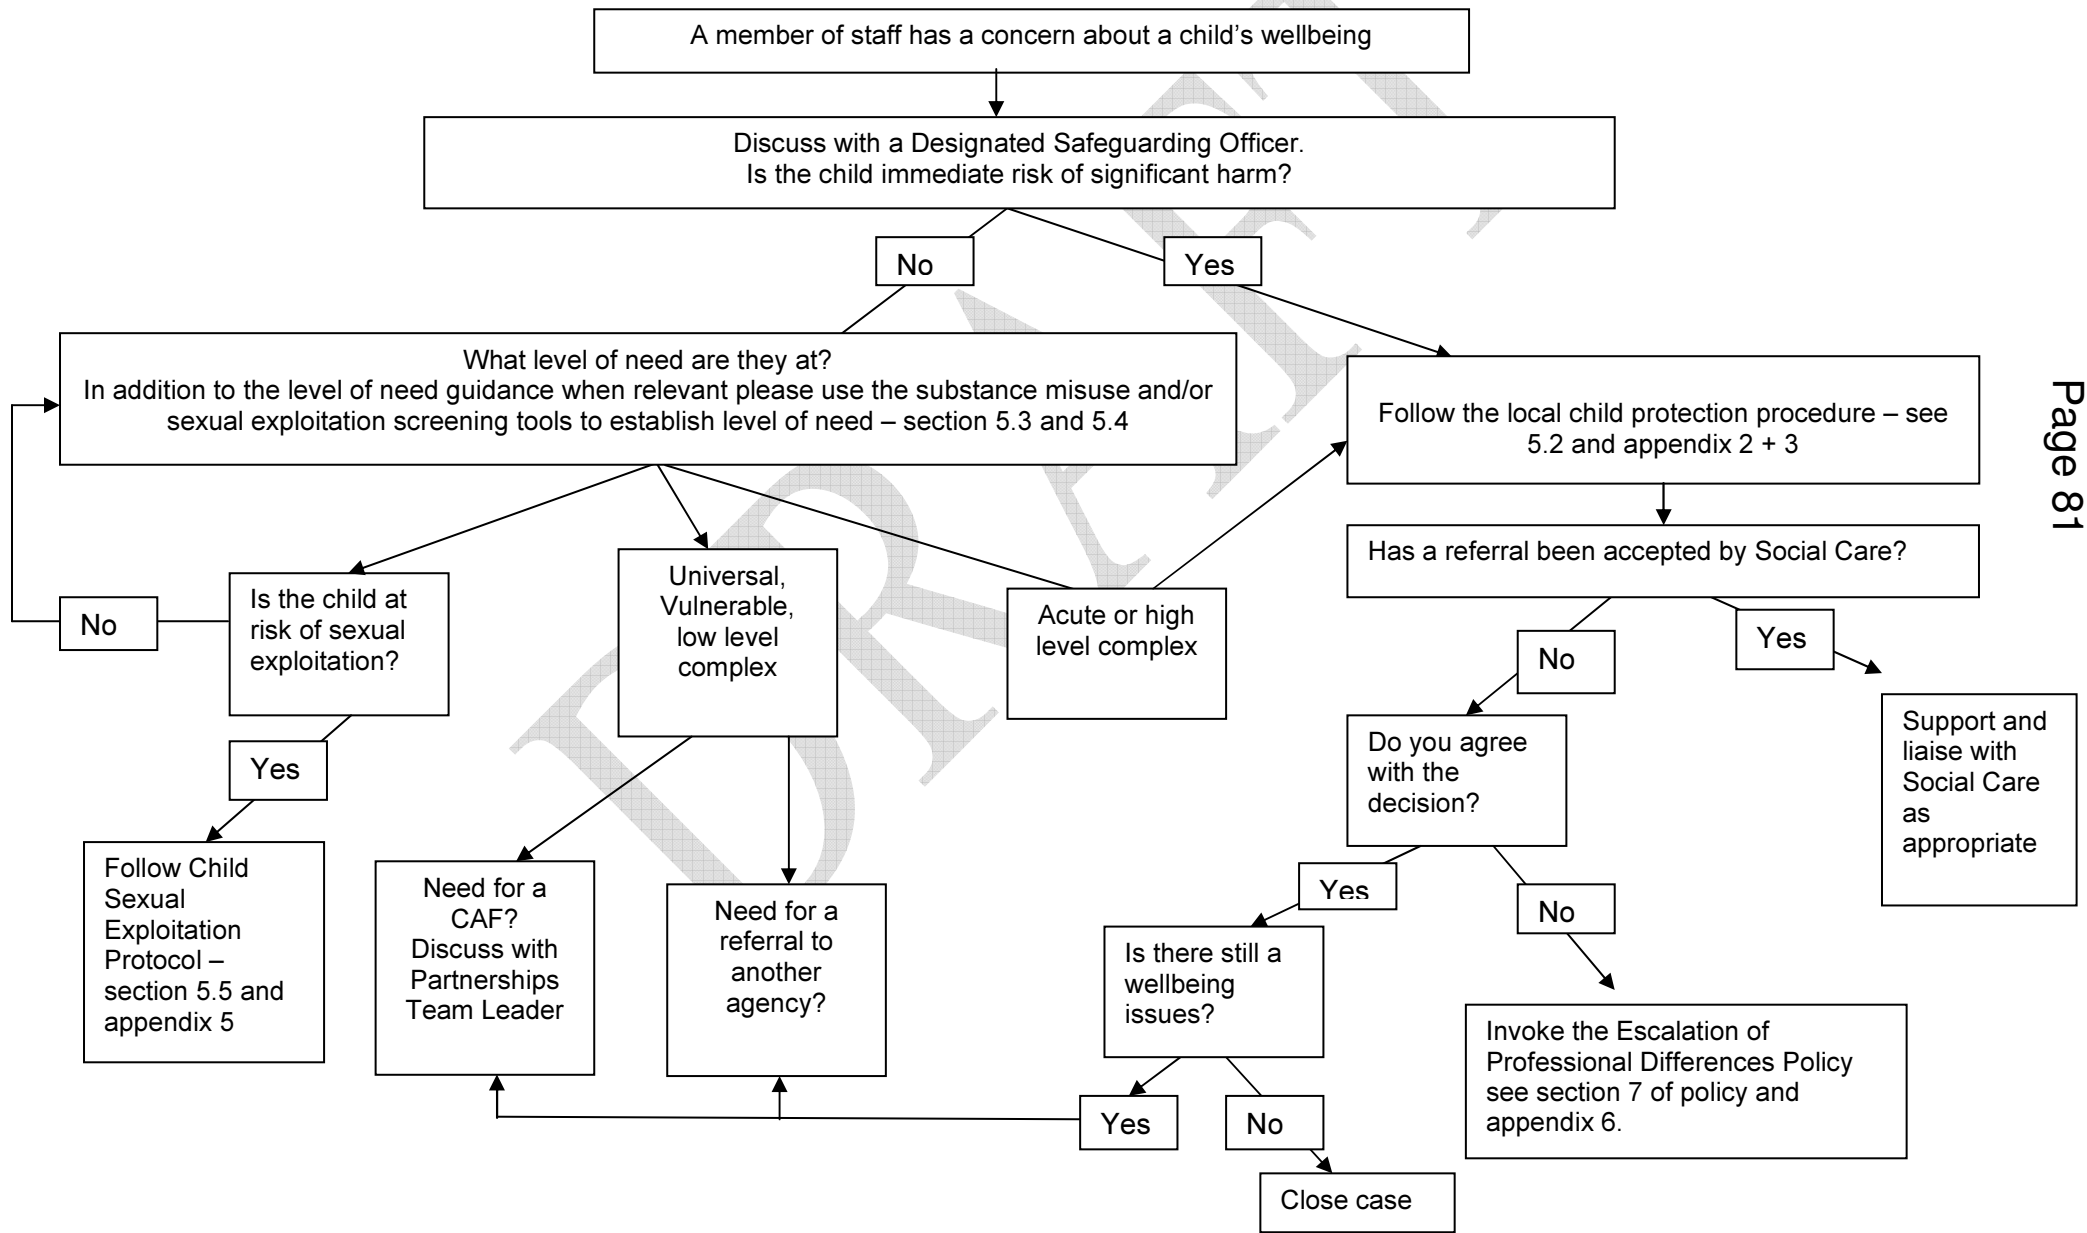 A member of staff has a concern about a child's wellbeing
Discuss with a Designated Safeguarding Officer.
Is the child immediate risk of significant harm?
No
Yes
What level of need are they at?
In addition to the level of need guidance when relevant please use the substance misuse and/or
sexual exploitation screening tools to establish level of need – section 5.3 and 5.4
Follow the local child protection procedure – see
5.2 and appendix 2 + 3
Has a referral been accepted by Social Care?
No
Is the child at
risk of sexual
exploitation?
Universal,
Vulnerable,
low level
complex
Acute or high
level complex
No
Yes
Yes
Do you agree
with the
decision?
Support and
liaise with
Social Care
as
appropriate
Follow Child
Sexual
Exploitation
Protocol –
section 5.5 and
appendix 5
Need for a
CAF?
Discuss with
Partnerships
Team Leader
Need for a
referral to
another
agency?
Yes
No
Is there still a
wellbeing
issues?
Invoke the Escalation of
Professional Differences Policy
see section 7 of policy and
appendix 6.
Yes
No
Close case
Page 81
DRAFT